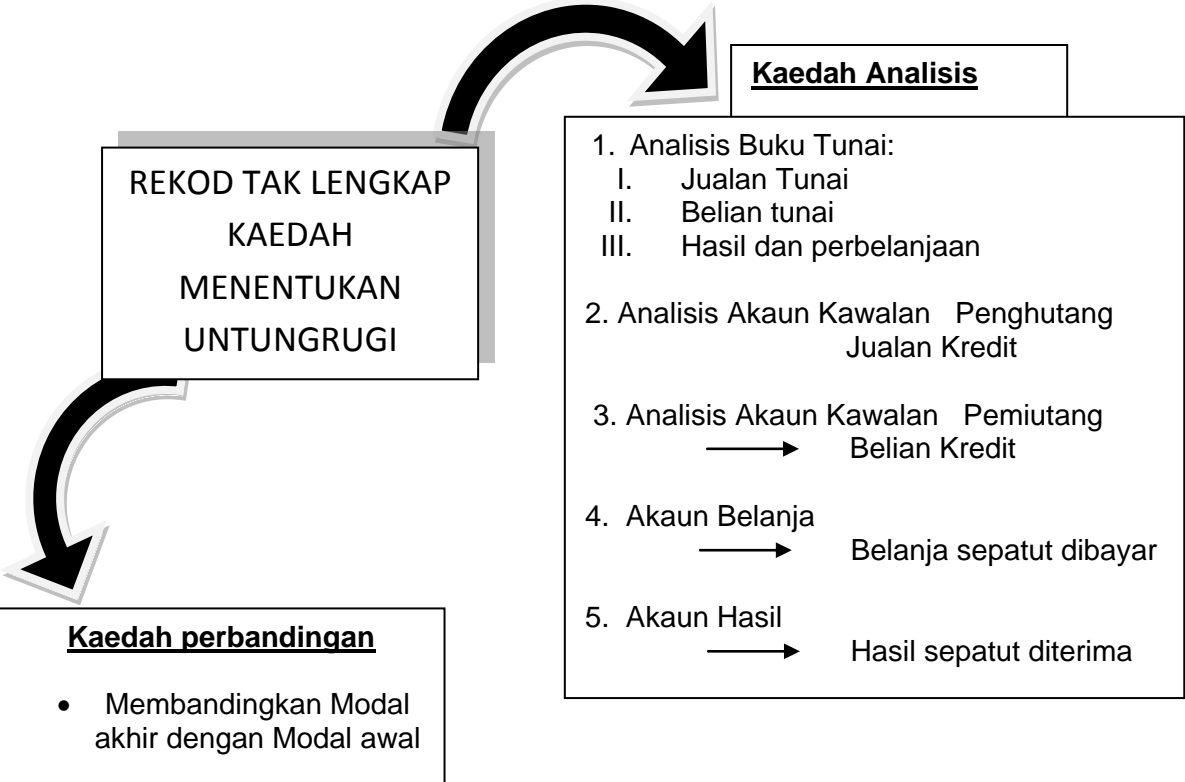 REKOD TAK LENGKAP
KAEDAH
MENENTUKAN
UNTUNGRUGI
Kaedah Analisis
1. Analisis Buku Tunai:
I. Jualan Tunai
II. Belian tunai
III. Hasil dan perbelanjaan
2. Analisis Akaun Kawalan Penghutang
Jualan Kredit
3. Analisis Akaun Kawalan Pemiutang
Belian Kredit
4. Akaun Belanja
Belanja sepatut dibayar
5. Akaun Hasil
Hasil sepatut diterima
Kaedah perbandingan
• Membandingkan Modal
akhir dengan Modal awal